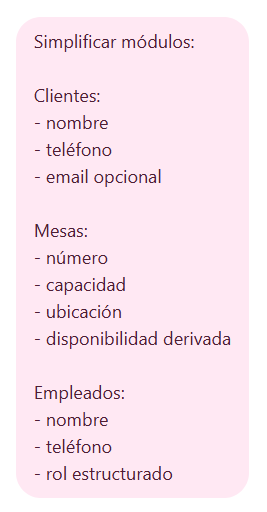 Simplificar módulos:
Clientes:
- nombre
- teléfono
- email opcional
Mesas:
- número
- capacidad
- ubicación
- disponibilidad derivada
Empleados:
- nombre
- teléfono
- rol estructurado